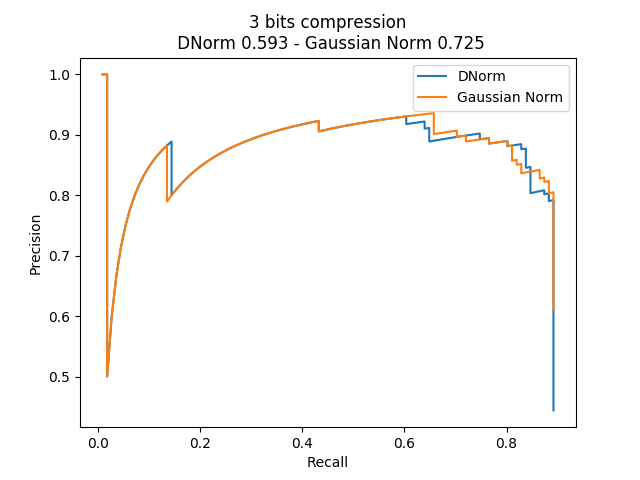 3 bits compression
DNorm 0.593 - Gaussian Norm 0.725
DNorm
Gaussian Norm
Precision
1.0
0.9
0.8
0.7
0.6
0.5
0.0 0.2 0.4 0.6 0.8
Recall